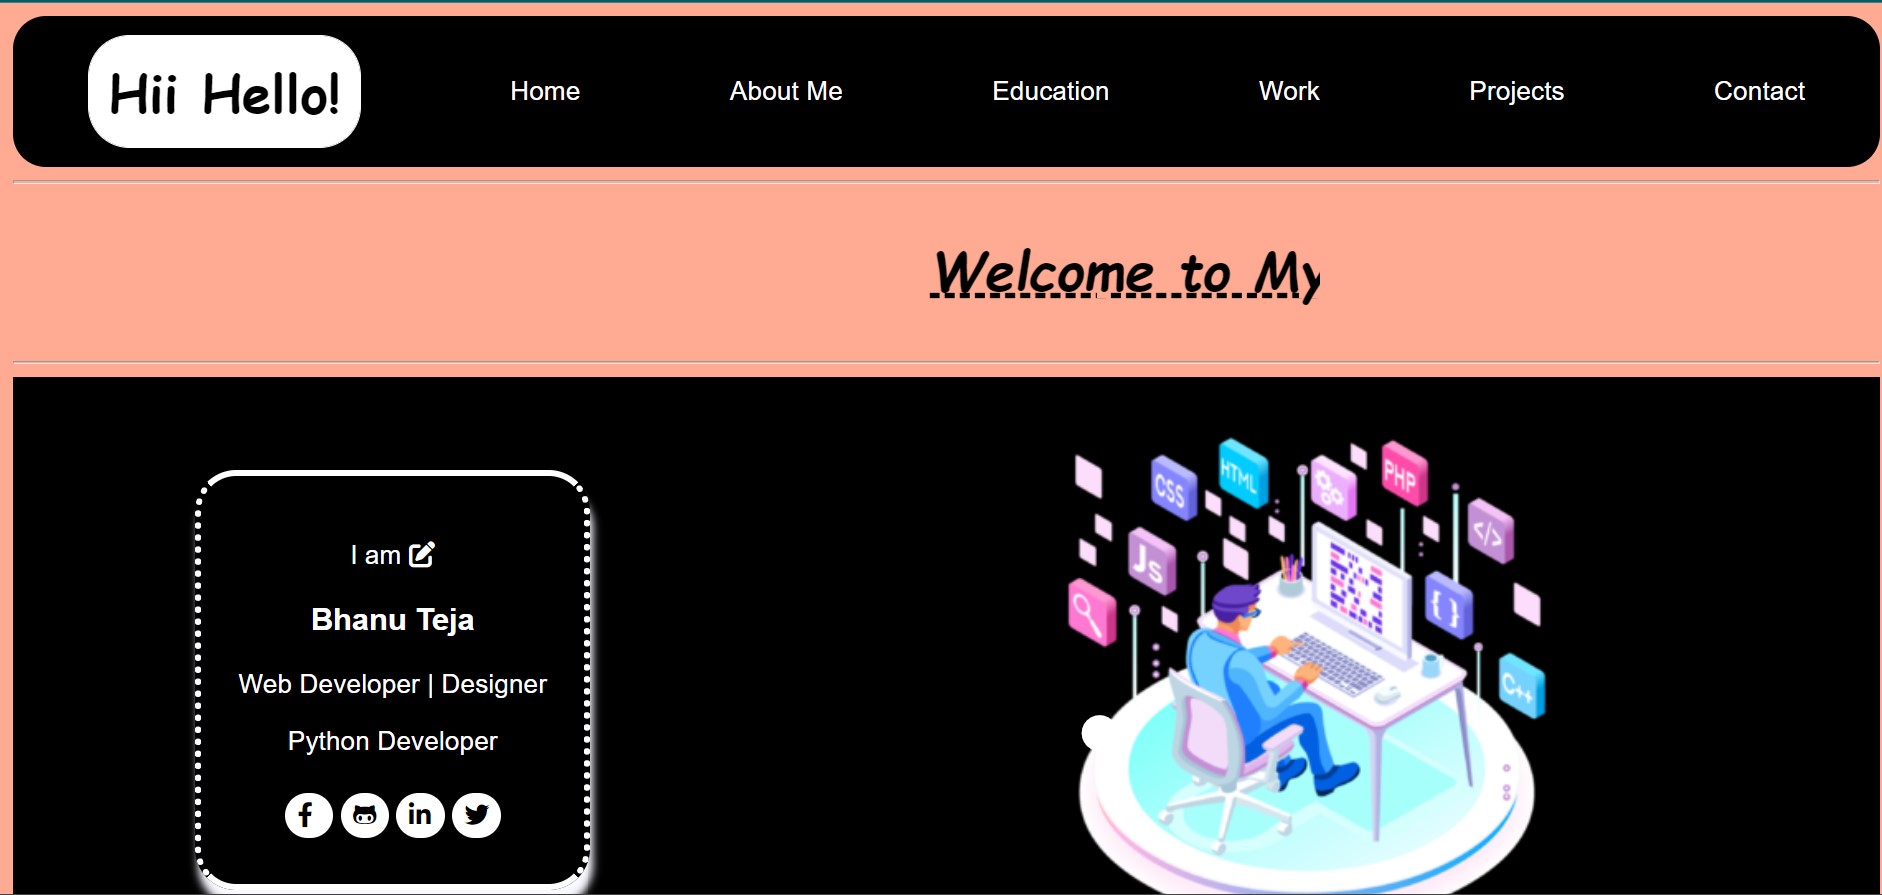 Hii Hello!
Home
About Me
Education
Work
Projects
Contact
Welcome to My
I am
Bhanu Teja
Web Developer | Designer
Python Developer
f
in
CSS
HTML
PHP
</>
Js
{ }
C++